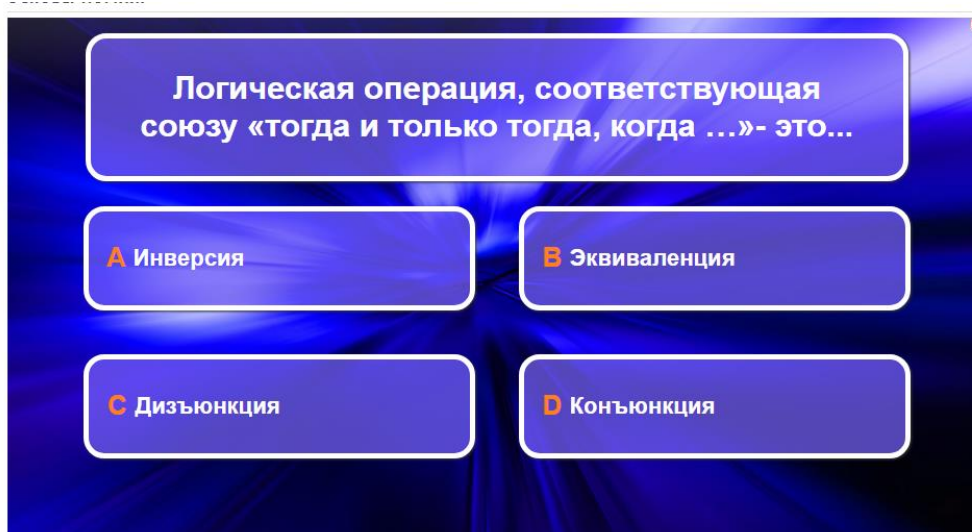 Логическая операция, соответствующая
союзу «тогда и только тогда, когда …»- это...
A Инверсия
B Эквиваленция
C Дизъюнкция
D Конъюнкция